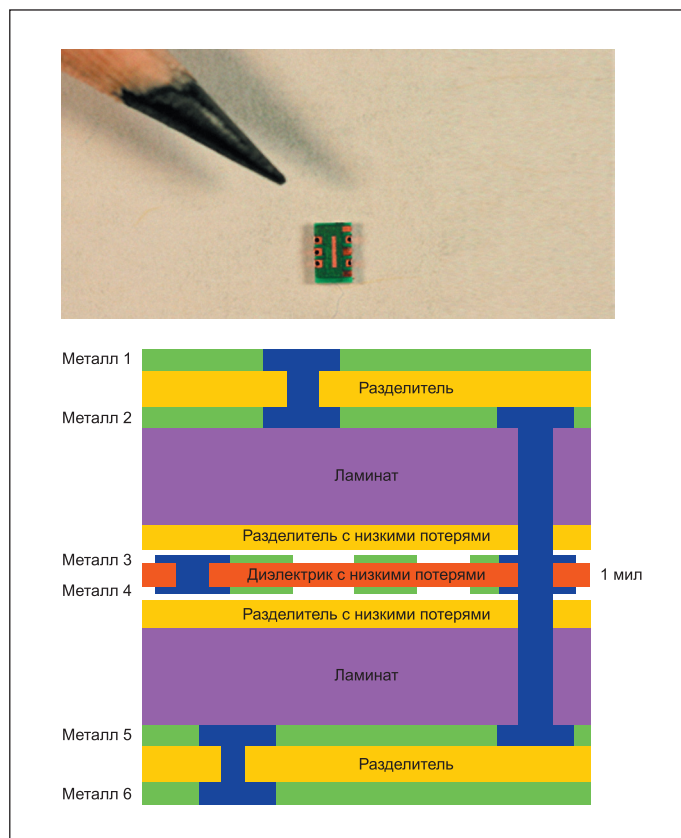 Металл 1
Разделитель
Металл 2
Ламинат
Разделитель с низкими потерями
Металл 3
Диэлектрик с низкими потерями
1 мил
Металл 4
Разделитель с низкими потерями
Ламинат
Металл 5
Разделитель
Металл 6